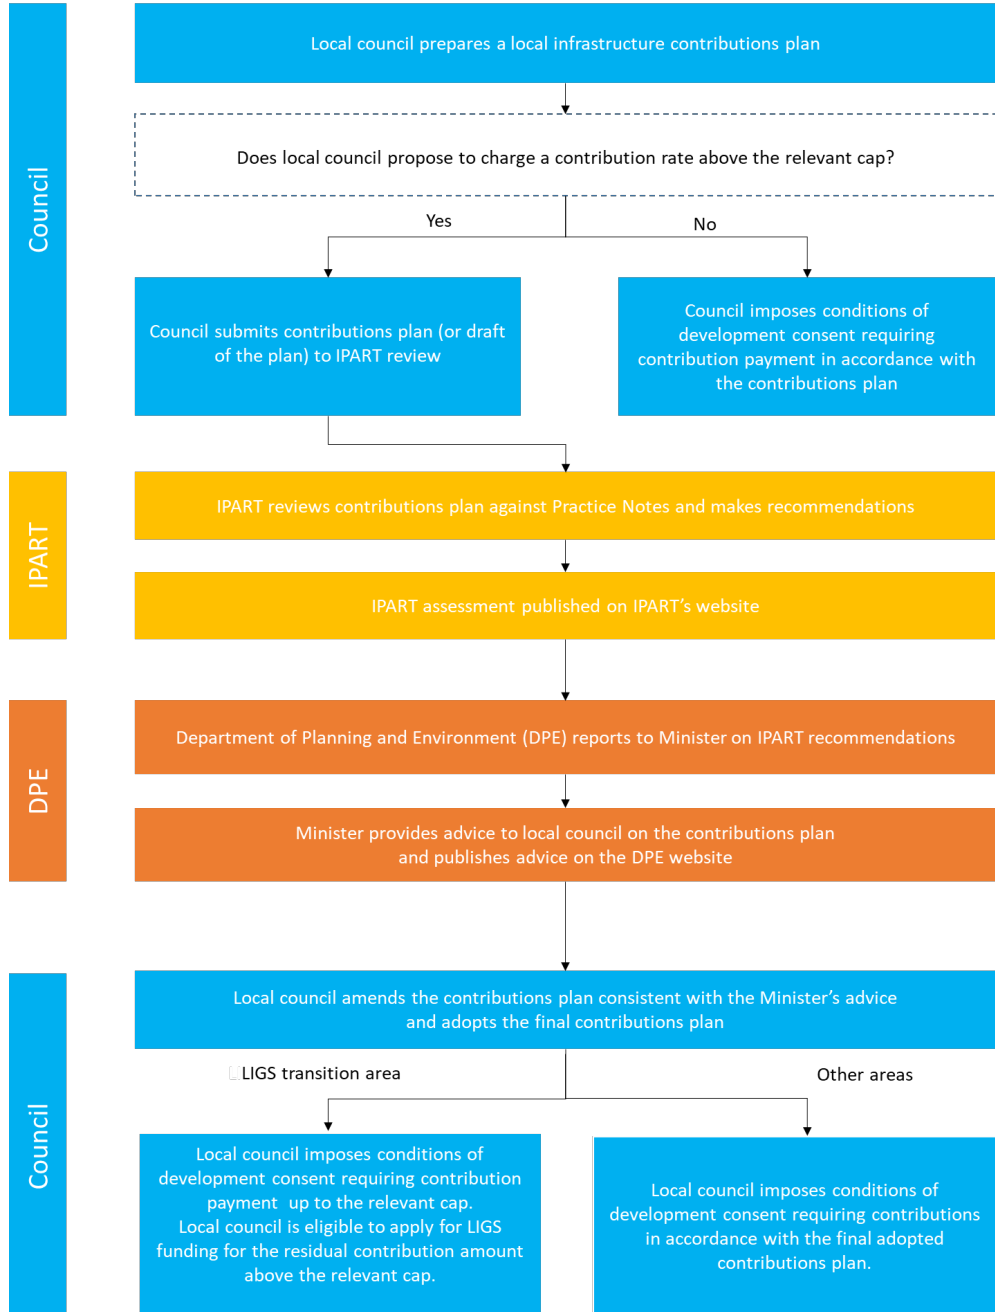 Council
Local council prepares a local infrastructure contributions plan
Does local council propose to charge a contribution rate above the relevant cap?
Yes
No
Council submits contributions plan (or draft
of the plan) to IPART review
Council imposes conditions of
development consent requiring
contribution payment in accordance with
the contributions plan
IPART
IPART reviews contributions plan against Practice Notes and makes recommendations
IPART assessment published on IPART's website
DPE
Department of Planning and Environment (DPE) reports to Minister on IPART recommendations
Minister provides advice to local council on the contributions plan
and publishes advice on the DPE website
Council
Local council amends the contributions plan consistent with the Minister's advice
and adopts the final contributions plan
LIGS transition area
Other areas
Local council imposes conditions of
development consent requiring contribution
payment up to the relevant cap.
Local council is eligible to apply for LIGS
funding for the residual contribution amount
above the relevant cap.
Local council imposes conditions of
development consent requiring contributions
in accordance with the final adopted
contributions plan.